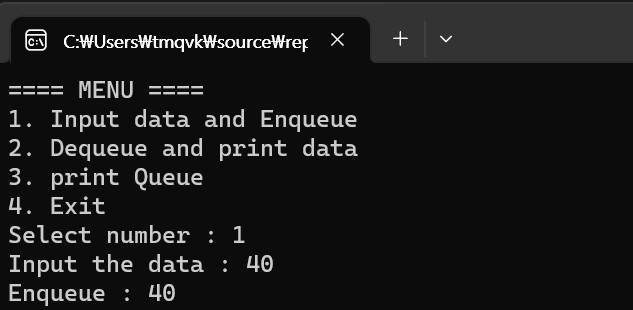 C:₩Users₩tmqvk₩source₩rep
==== MENU ====
1. Input data and Enqueue
2. Dequeue and print data
3. print Queue
4. Exit
Select number : 1
Input the data : 40
Enqueue : 40